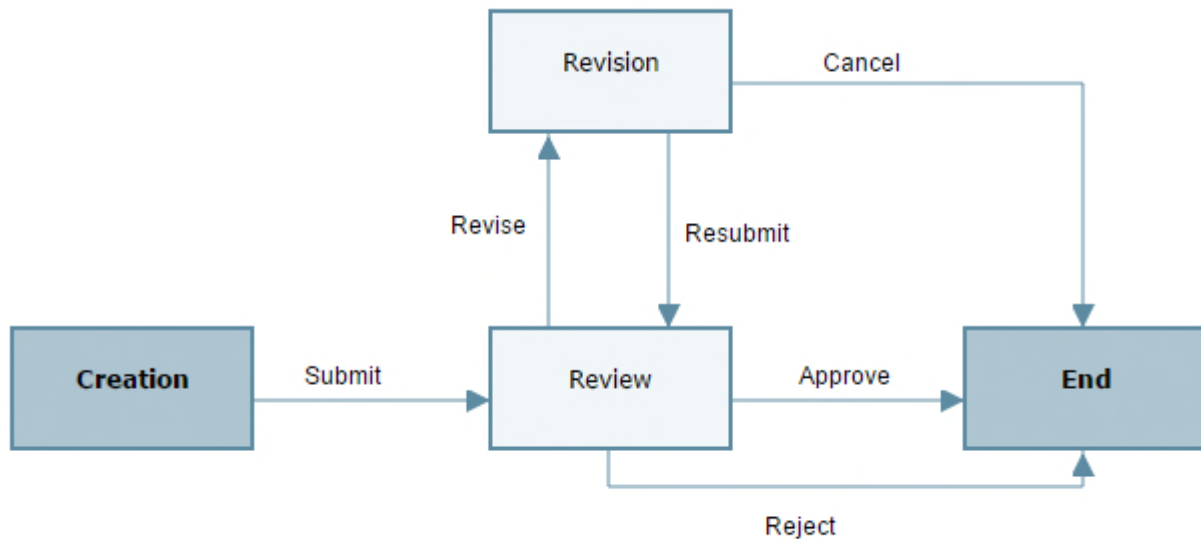 Revision
Cancel
Revise
Resubmit
Creation
Submit
Review
Approve
End
Reject